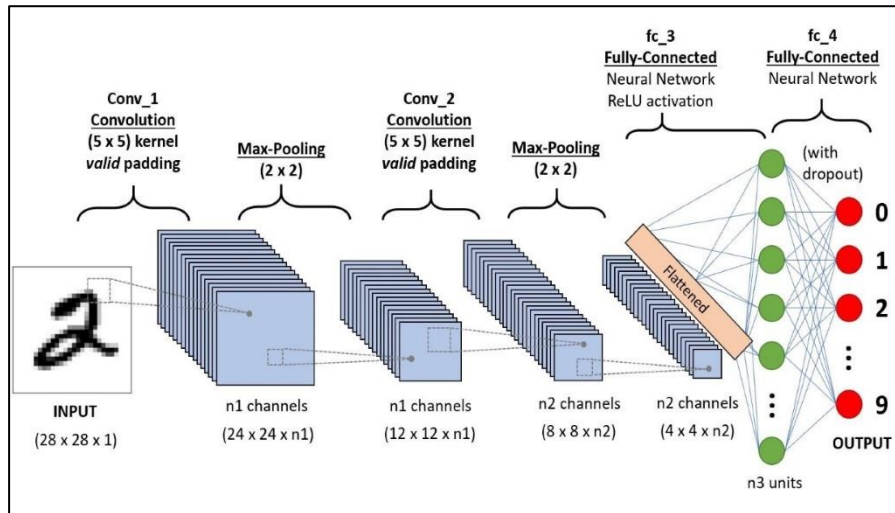 fc_3
Fully-Connected
Neural Network
ReLU activation
fc_4
Fully-Connected
Neural Network
Conv_1
Convolution
(5 x 5) kernel
valid padding
Max-Pooling
(2 x 2)
Conv_2
Convolution
(5 x 5) kernel
valid padding
Max-Pooling
(2 x 2)
(with
dropout)
Flattened
0
1
2
9
2
INPUT
(28 x 28 x 1)
n1 channels
(24 x 24 x n1)
n1 channels
(12 x 12 x n1)
n2 channels
(8 x 8 x n2)
n2 channels
(4 x 4 x n2)
n3 units
OUTPUT